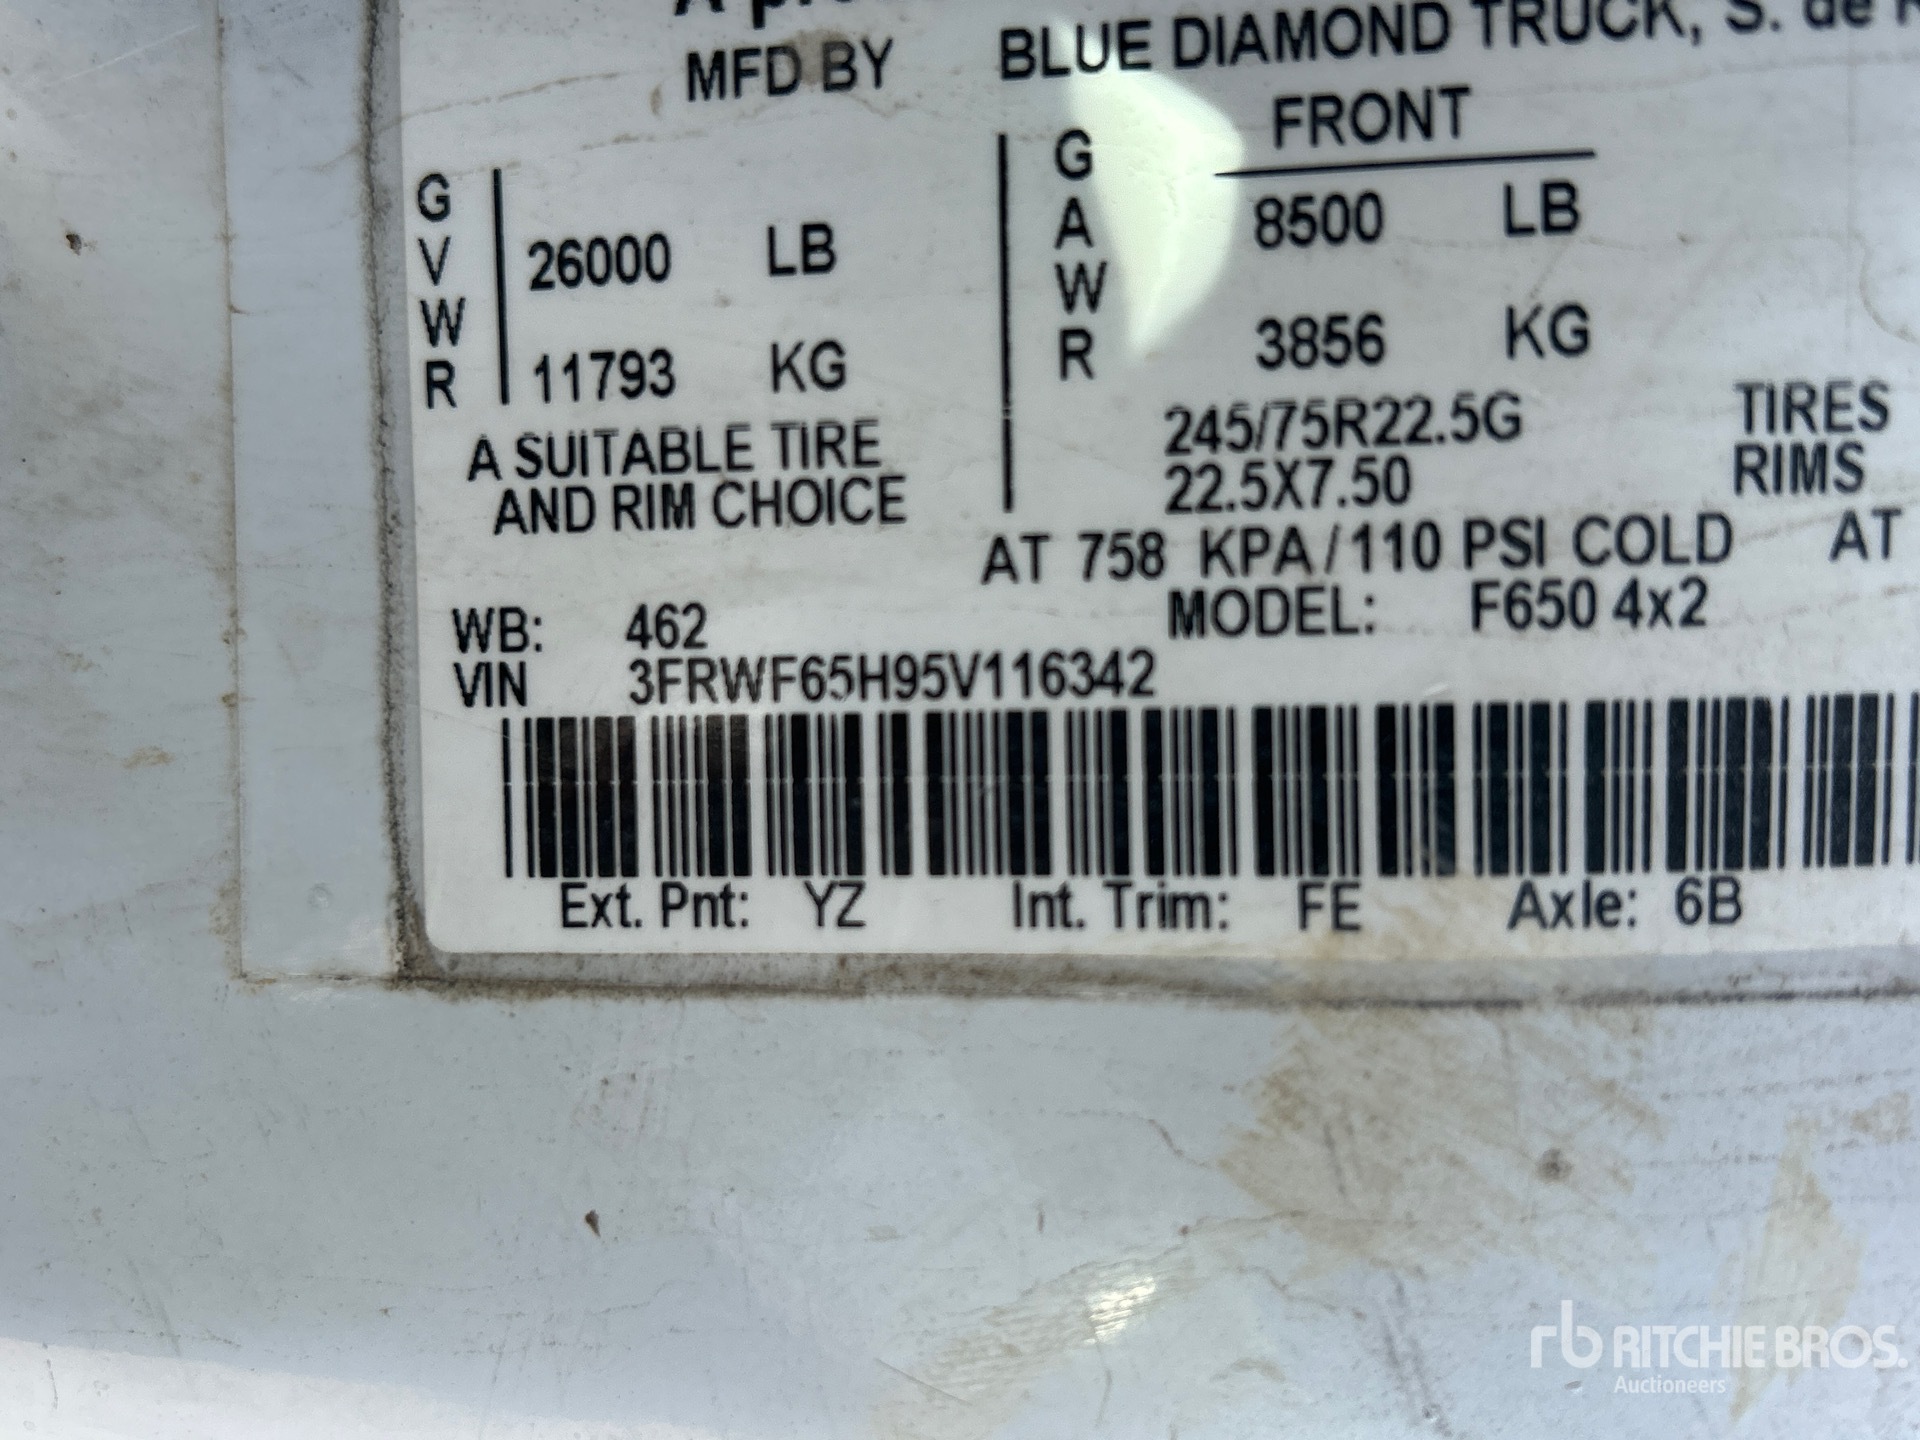 MFD BY BLUE DIAMOND TRUCK, S. de
FRONT
GVWR 26000 LB GAWR 8500 LB
11793 KG 3856 KG
A SUITABLE TIRE 245/75R22.5G TIRES
AND RIM CHOICE 22.5X7.50 RIMS
AT 758 KPA/110 PSI COLD AT
WB: 462 MODEL: F650 4x2
VIN 3FRWF65H95V116342
Ext. Pnt: YZ Int. Trim: FE Axle: 6B
rb RITCHIE BROS.
Auctioneers